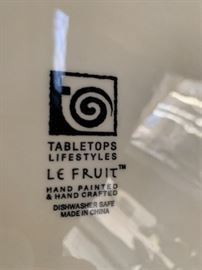 TABLETOPS
LIFESTYLES
LE FRUIT™
HAND PAINTED
& HAND CRAFTED
DISHWASHER SAFE
MADE IN CHINA